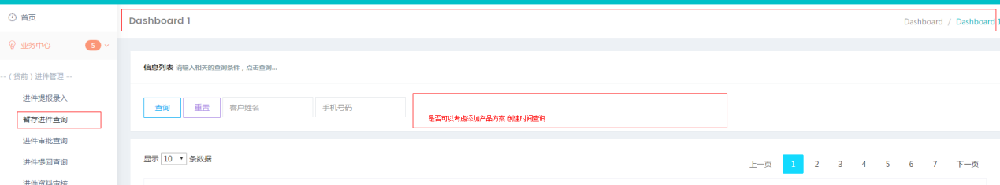 首页
Dashboard 1
Dashboard / Dashboard 1
业务中心 5
信息列表 请输入相关的查询条件，点击查询...
-- ( 贷前 ) 进件管理 --
进件提报录入
查询 重置 客户姓名 手机号码
是否可以考虑添加产品方案 创建时间查询
暂存进件查询
进件审批查询
显示 10 条数据
进件提回查询
上一页 1 2 3 4 5 6 7 下一页
进件资料审核